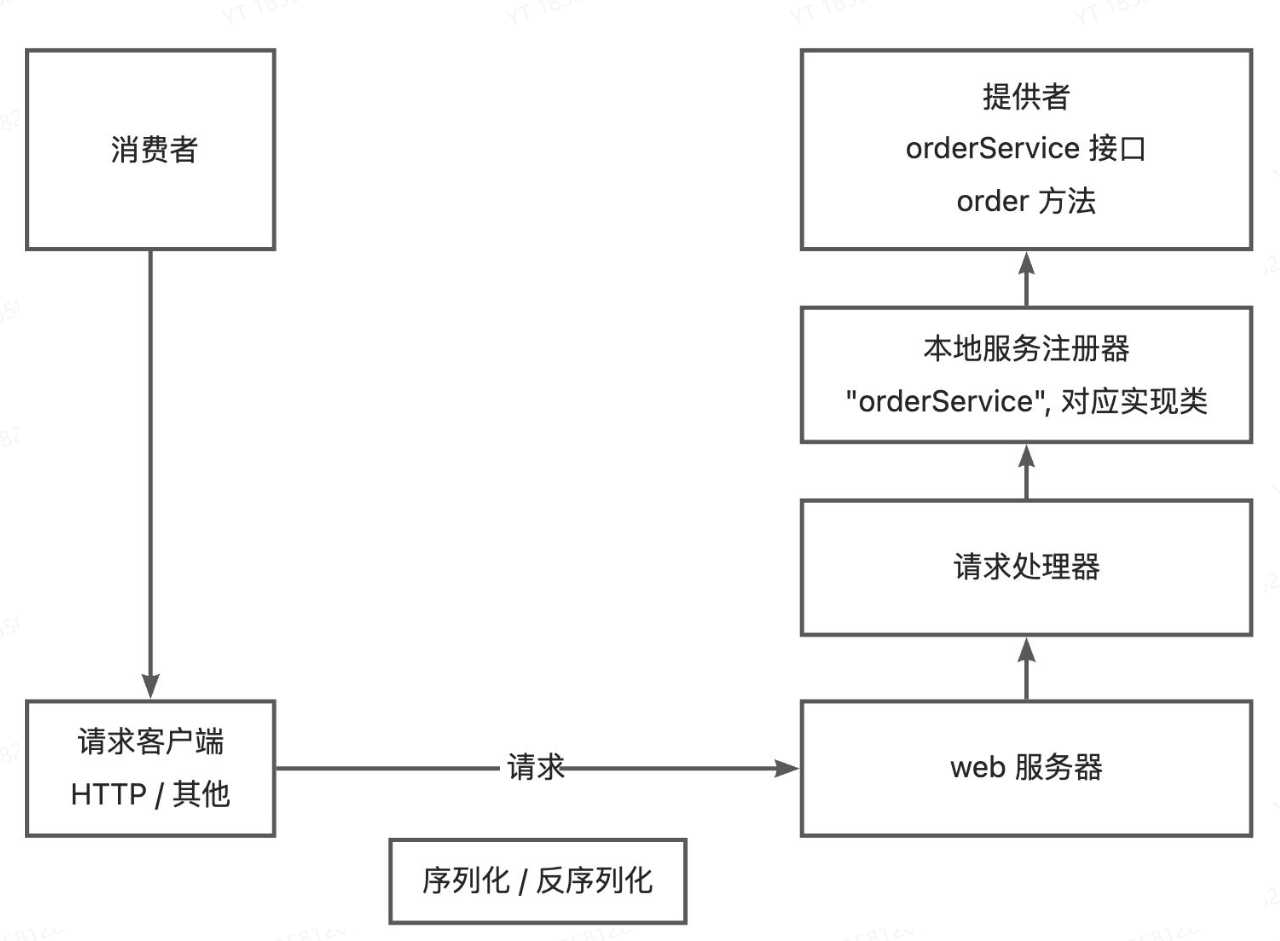 消费者
提供者
orderService 接口
order 方法
本地服务注册器
"orderService", 对应实现类
请求处理器
请求客户端
HTTP / 其他
请求
web 服务器
序列化 / 反序列化